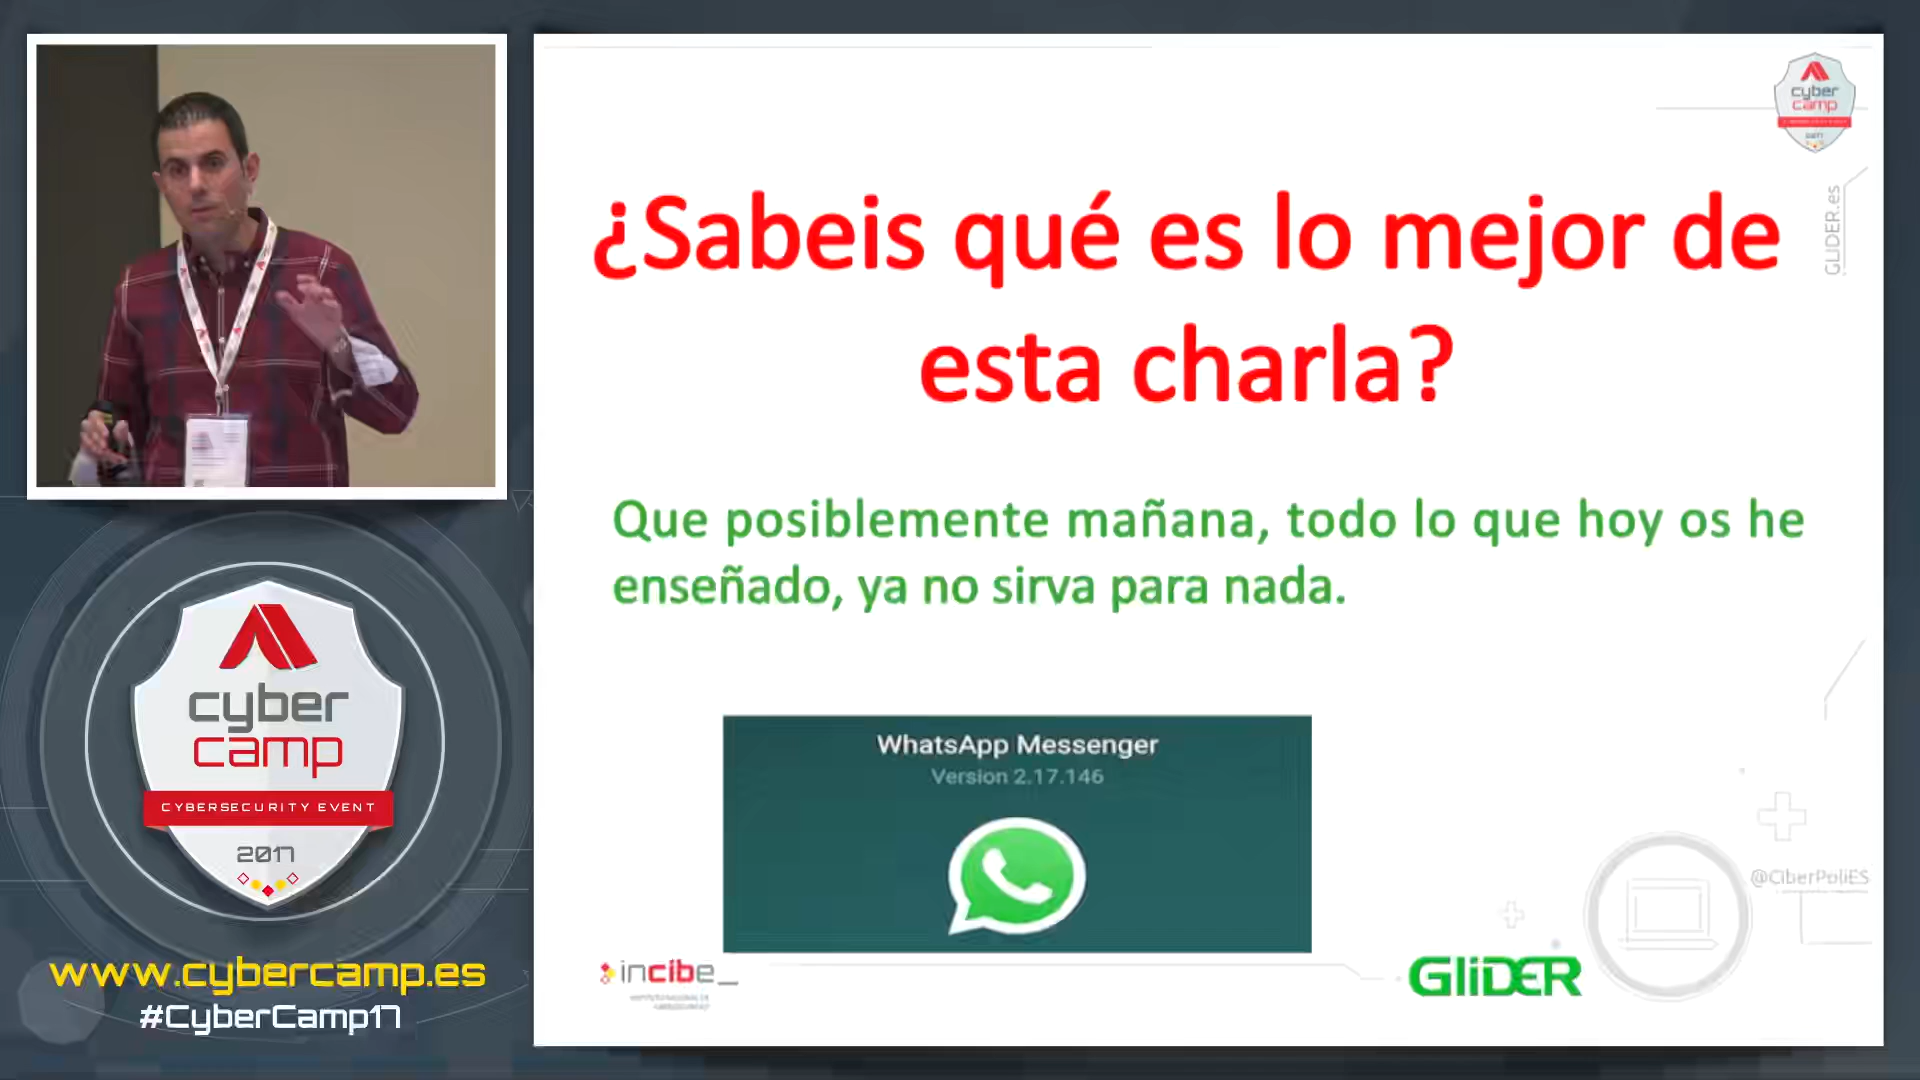 cyber
camp
CYBERSECURITY EVENT
2017
www.cybercamp.es
#CyberCamp17
cyber
camp
GLIDER.es
¿Sabeis qué es lo mejor de
esta charla?
Que posiblemente mañana, todo lo que hoy os he
enseñado, ya no sirva para nada.
WhatsApp Messenger
Version 2.17.146
@CiberPoliES
incibe_
GLIDER